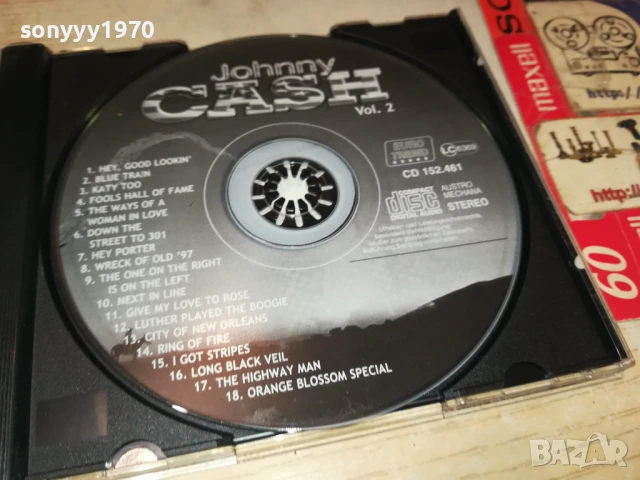 sonyyy1970
Johnny
CASH
Vol. 2
1. HEY, GOOD LOOKIN'
2. BLUE TRAIN
3. KATY TOO
4. FOOLS HALL OF FAME
5. THE WAYS OF A
WOMAN IN LOVE
6. DOWN THE
STREET TO 301
7. HEY PORTER
8. WRECK OF OLD '97
9. THE ONE ON THE RIGHT
IS ON THE LEFT
10. NEXT IN LINE
11. GIVE MY LOVE TO ROSE
12. LUTHER PLAYED THE BOOGIE
13. CITY OF NEW ORLEANS
14. RING OF FIRE
15. I GOT STRIPES
16. LONG BLACK VEIL
17. THE HIGHWAY MAN
18. ORANGE BLOSSOM SPECIAL
EURO
TREND
LC 6302
CD 152.461
COMPACT
disc
DIGITAL AUDIO
AUSTRO
MECHANA
STEREO
maxell
http://
http:
60
BAZAR